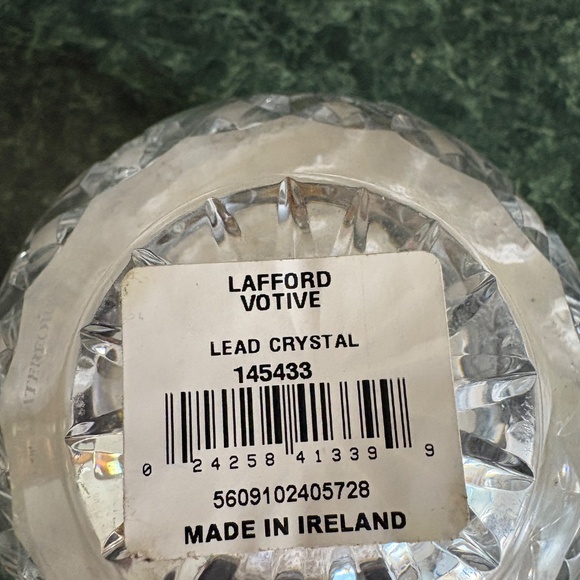 LAFFORD
VOTIVE
LEAD CRYSTAL
145433
0 24258 41339 9
5609102405728
MADE IN IRELAND